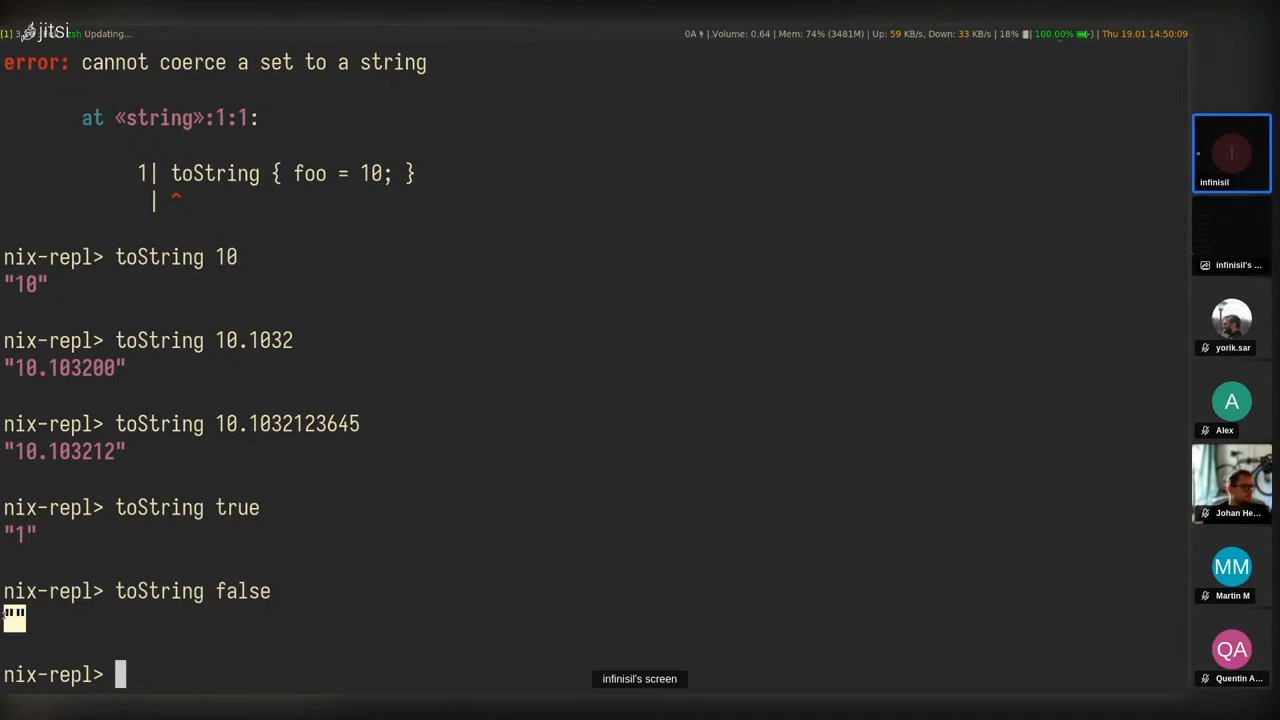 jitsi
[1] 3 zsh Updating... 0A |Volume: 0.64 | Mem: 74% (3481M) | Up: 59 KB/s, Down: 33 KB/s | 18% | 100.00% | Thu 19.01 14:50:09
error: cannot coerce a set to a string
at «string»:1:1:
1| toString { foo = 10; }
| ^
nix-repl> toString 10
"10"
nix-repl> toString 10.1032
"10.103200"
nix-repl> toString 10.1032123645
"10.103212"
nix-repl> toString true
"1"
nix-repl> toString false
""
nix-repl>
infinisil's screen
I
infinisil
infinisil's ...
yorik.sar
A
Alex
Johan He...
MM
Martin M
QA
Quentin A...